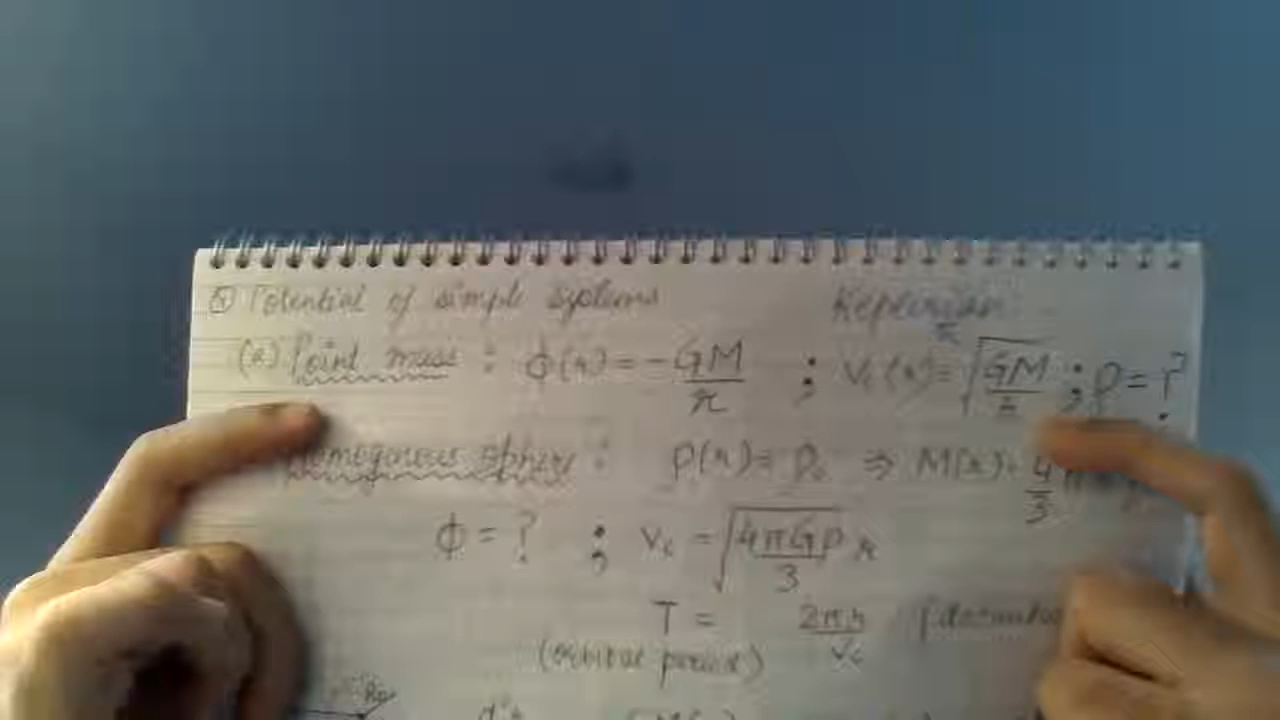 Potential of simple systems Keplerian
(a) Point mass : ϕ(r) = - GM/r ; Vc(r) = √(GM/r) ; ρ = ?
homogenous sphere : ρ(r) = ρ₀ ⇒ M(r) = 4/3 π
ϕ = ? ; Vc = √(4πGρ/3) r
T = 2πr/Vc
(orbital period)